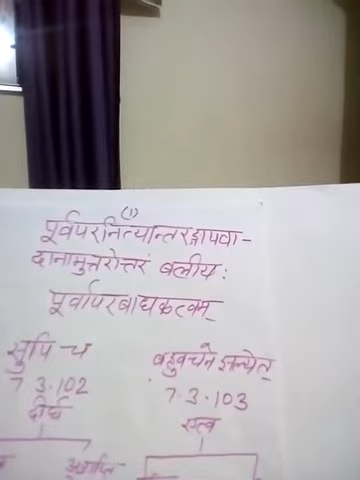 (1)
पूर्वपरनित्यान्तरङ्गापवा-
दानामुत्तरोत्तरं बलीयः
पूर्वापरबाधकत्वम्
सुपि च
7.3.102
दीर्घ
बहुवचने झल्येत्
7.3.103
एत्व